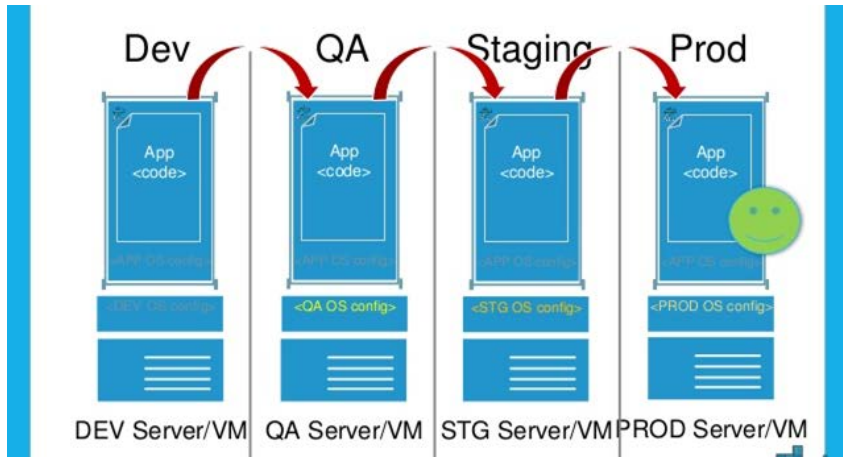 Dev
QA
Staging
Prod
App
<code>
App
<code>
App
<code>
App
<code>
<APP OS config>
<APP OS config>
<APP OS config>
<APP OS config>
<DEV OS config>
<QA OS config>
<STG OS config>
<PROD OS config>
DEV Server/VM
QA Server/VM
STG Server/VM
PROD Server/VM